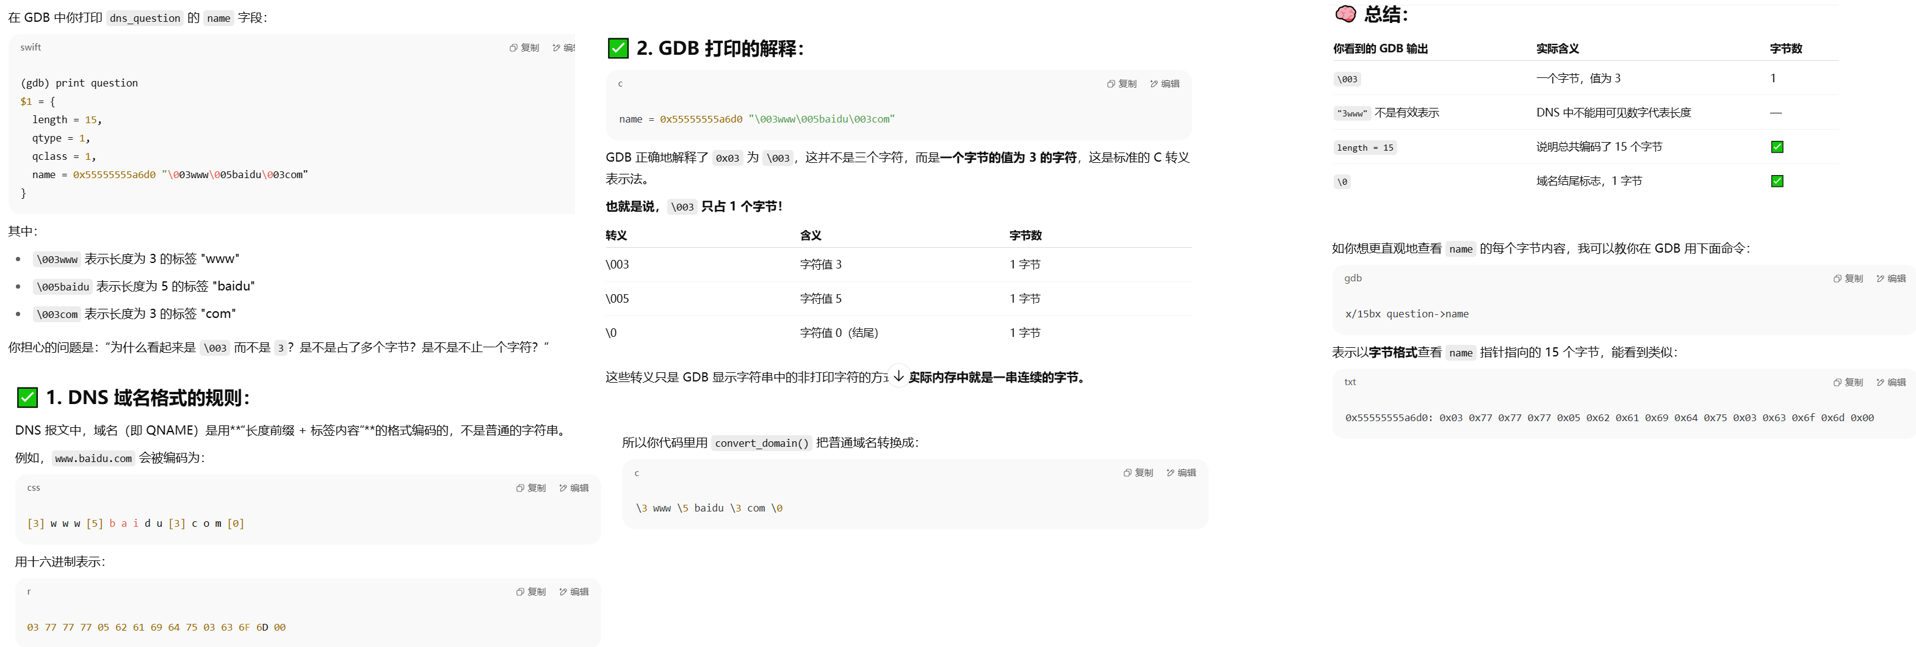 在 GDB 中你打印 dns_question 的 name 字段：
swift
复制
编辑
(gdb) print question
$1 = {
length = 15,
qtype = 1,
qclass = 1,
name = 0x55555555a6d0 "\003www\005baidu\003com"
}
其中：
• \003www 表示长度为 3 的标签 "www"
• \005baidu 表示长度为 5 的标签 "baidu"
• \003com 表示长度为 3 的标签 "com"
你担心的问题是：“为什么看起来是 \003 而不是 3？是不是占了多个字节？是不是不止一个字符？”
✅ 1. DNS 域名格式的规则：
DNS 报文中，域名（即 QNAME）是用**“长度前缀 + 标签内容”**的格式编码的，不是普通的字符串。
例如，www.baidu.com 会被编码为：
css
复制
编辑
[3] w w w [5] b a i d u [3] c o m [0]
用十六进制表示：
r
复制
编辑
03 77 77 77 05 62 61 69 64 75 03 63 6F 6D 00
✅ 2. GDB 打印的解释：
c
复制
编辑
name = 0x55555555a6d0 "\003www\005baidu\003com"
GDB 正确地解释了 0x03 为 \003，这并不是三个字符，而是一个字节的值为 3 的字符，这是标准的 C 转义
表示法。
也就是说，\003 只占 1 个字节！
转义 含义 字节数
\003 字符值 3 1 字节
\005 字符值 5 1 字节
\0 字符值 0（结尾） 1 字节
这些转义只是 GDB 显示字符串中的非打印字符的方 实际内存中就是一串连续的字节。
所以你代码里用 convert_domain() 把普通域名转换成：
c
复制
编辑
\3 www \5 baidu \3 com \0
🧠 总结：
你看到的 GDB 输出 实际含义 字节数
\003 一个字节，值为 3 1
"3www" 不是有效表示 DNS 中不能用可见数字代表长度 —
length = 15 说明总共编码了 15 个字节 ✅
\0 域名结尾标志，1 字节 ✅
如你想更直观地查看 name 的每个字节内容，我可以教你在 GDB 用下面命令：
gdb
复制
编辑
x/15bx question->name
表示以字节格式查看 name 指针指向的 15 个字节，能看到类似：
txt
复制
编辑
0x55555555a6d0: 0x03 0x77 0x77 0x77 0x05 0x62 0x61 0x69 0x64 0x75 0x03 0x63 0x6f 0x6d 0x00